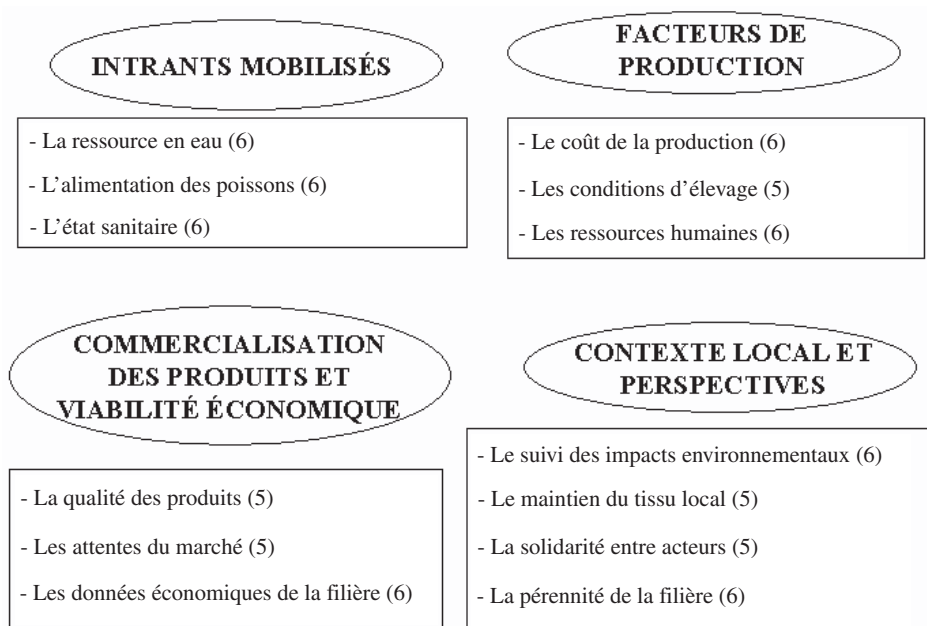 INTRANTS MOBILISÉS
- La ressource en eau (6)
- L'alimentation des poissons (6)
- L'état sanitaire (6)
FACTEURS DE
PRODUCTION
- Le coût de la production (6)
- Les conditions d'élevage (5)
- Les ressources humaines (6)
COMMERCIALISATION
DES PRODUITS ET
VIABILITÉ ÉCONOMIQUE
- La qualité des produits (5)
- Les attentes du marché (5)
- Les données économiques de la filière (6)
CONTEXTE LOCAL ET
PERSPECTIVES
- Le suivi des impacts environnementaux (6)
- Le maintien du tissu local (5)
- La solidarité entre acteurs (5)
- La pérennité de la filière (6)